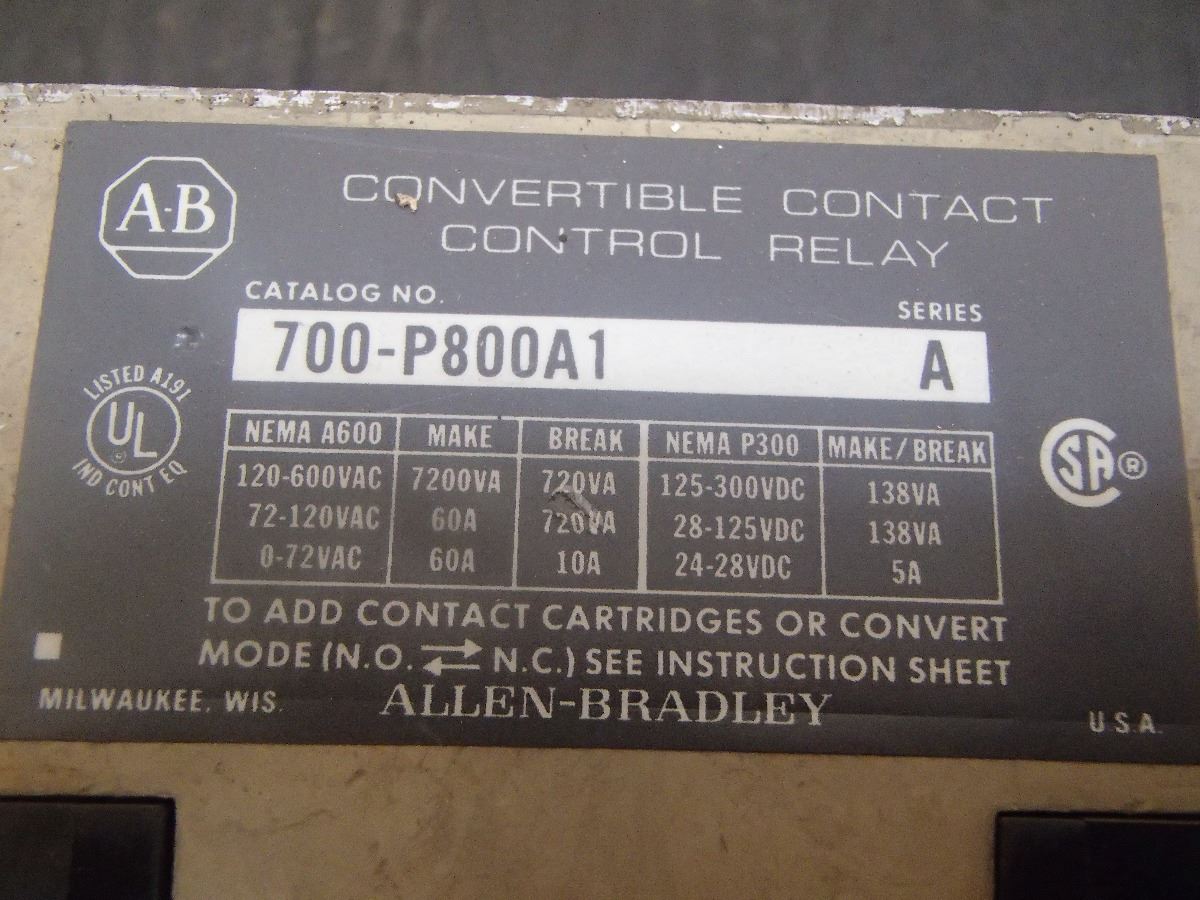 A-B
CONVERTIBLE CONTACT
CONTROL RELAY
CATALOG NO.
SERIES
700-P800A1 A
LISTED A191
UL
IND CONT EQ
NEMA A600 MAKE BREAK NEMA P300 MAKE/BREAK
120-600VAC 7200VA 720VA 125-300VDC 138VA
72-120VAC 60A 720VA 28-125VDC 138VA
0-72VAC 60A 10A 24-28VDC 5A
SA ®
TO ADD CONTACT CARTRIDGES OR CONVERT
MODE (N.O. ⇄ N.C.) SEE INSTRUCTION SHEET
MILWAUKEE, WIS. ALLEN-BRADLEY U.S.A.